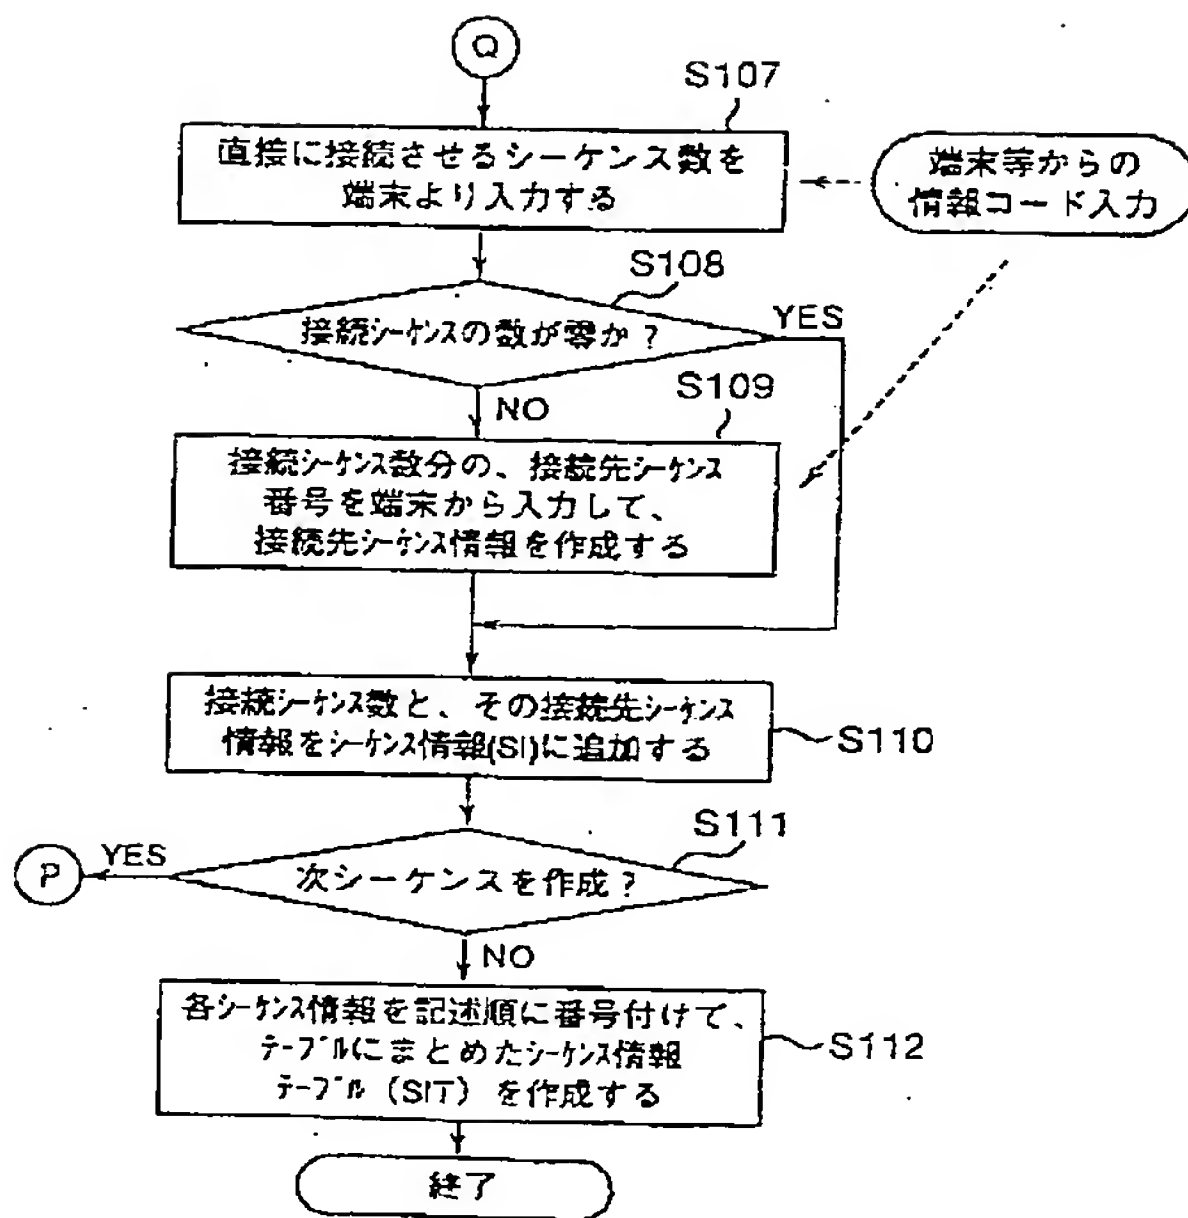 Q
S107
直接に接続させるシーケンス数を
端末より入力する
端末等からの
情報コード入力
S108
接続ｼｰｹﾝｽの数が零か？
YES
NO
S109
接続ｼｰｹﾝｽ数分の、接続先ｼｰｹﾝｽ
番号を端末から入力して、
接続先ｼｰｹﾝｽ情報を作成する
接続ｼｰｹﾝｽ数と、その接続先ｼｰｹﾝｽ
情報をｼｰｹﾝｽ情報(SI)に追加する
S110
S111
次シーケンスを作成？
YES
P
NO
各ｼｰｹﾝｽ情報を記述順に番号付けて、
ﾃｰﾌﾞﾙにまとめたｼｰｹﾝｽ情報
ﾃｰﾌﾞﾙ（SIT）を作成する
S112
終了